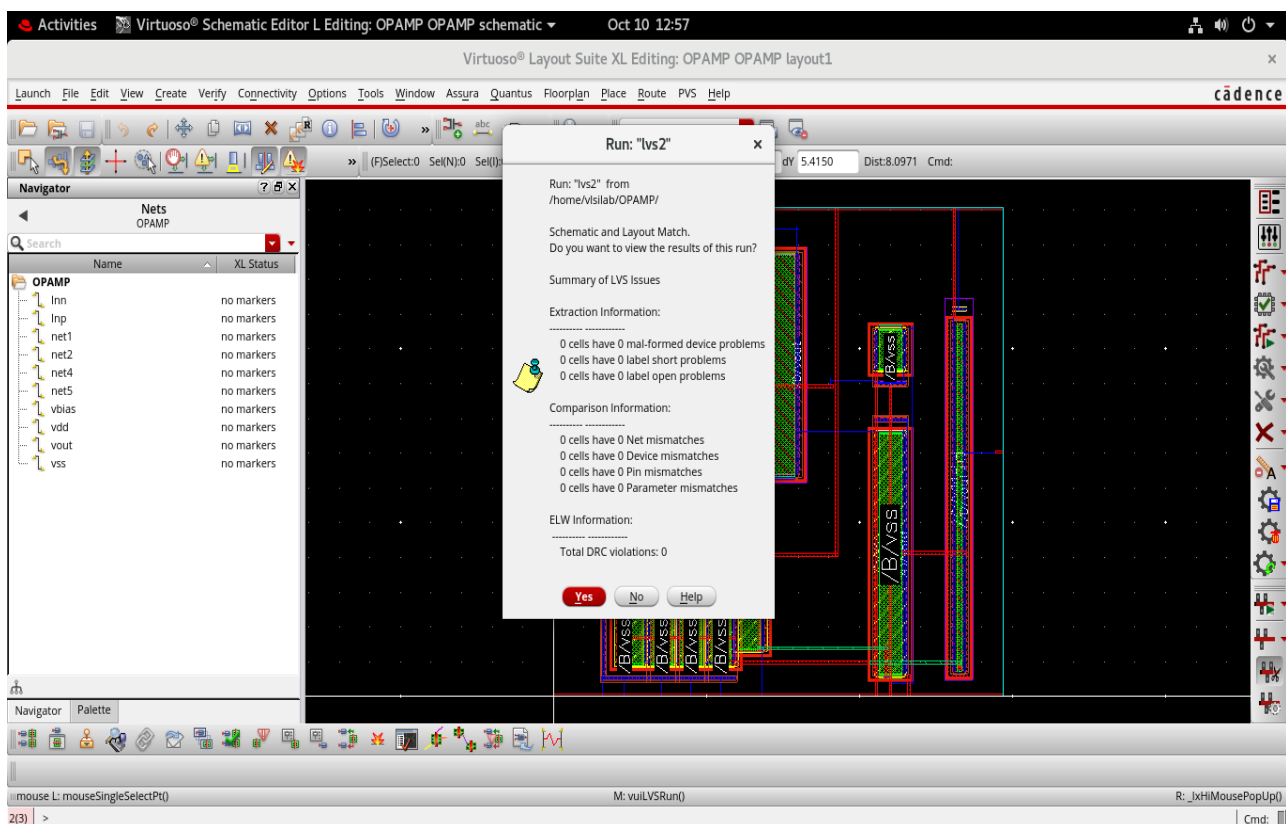 Activities Virtuoso® Schematic Editor L Editing: OPAMP OPAMP schematic Oct 10 12:57
Virtuoso® Layout Suite XL Editing: OPAMP OPAMP layout1
Launch File Edit View Create Verify Connectivity Options Tools Window Assura Quantus Floorplan Place Route PVS Help
cādence
abc
» (F)Select:0 Sel(N):0 Sel(I):
dY 5.4150 Dist:8.0971 Cmd:
Navigator
Nets
OPAMP
Search
Name XL Status
OPAMP
Inn no markers
Inp no markers
net1 no markers
net2 no markers
net4 no markers
net5 no markers
vbias no markers
vdd no markers
vout no markers
vss no markers
Run: "lvs2"
Run: "lvs2" from
/home/vlsilab/OPAMP/
Schematic and Layout Match.
Do you want to view the results of this run?
Summary of LVS Issues
Extraction Information:
---------- ------------
0 cells have 0 mal-formed device problems
0 cells have 0 label short problems
0 cells have 0 label open problems
Comparison Information:
---------- ------------
0 cells have 0 Net mismatches
0 cells have 0 Device mismatches
0 cells have 0 Pin mismatches
0 cells have 0 Parameter mismatches
ELW Information:
---------- ------------
Total DRC violations: 0
Yes No Help
/B/vout
/B/vss
/B/vss
/B/vss
/B/vss
/B/vss
/B/vss
Navigator Palette
mouse L: mouseSingleSelectPt() M: vuiLVSRun() R: _lxHiMousePopUp()
2(3) > Cmd: